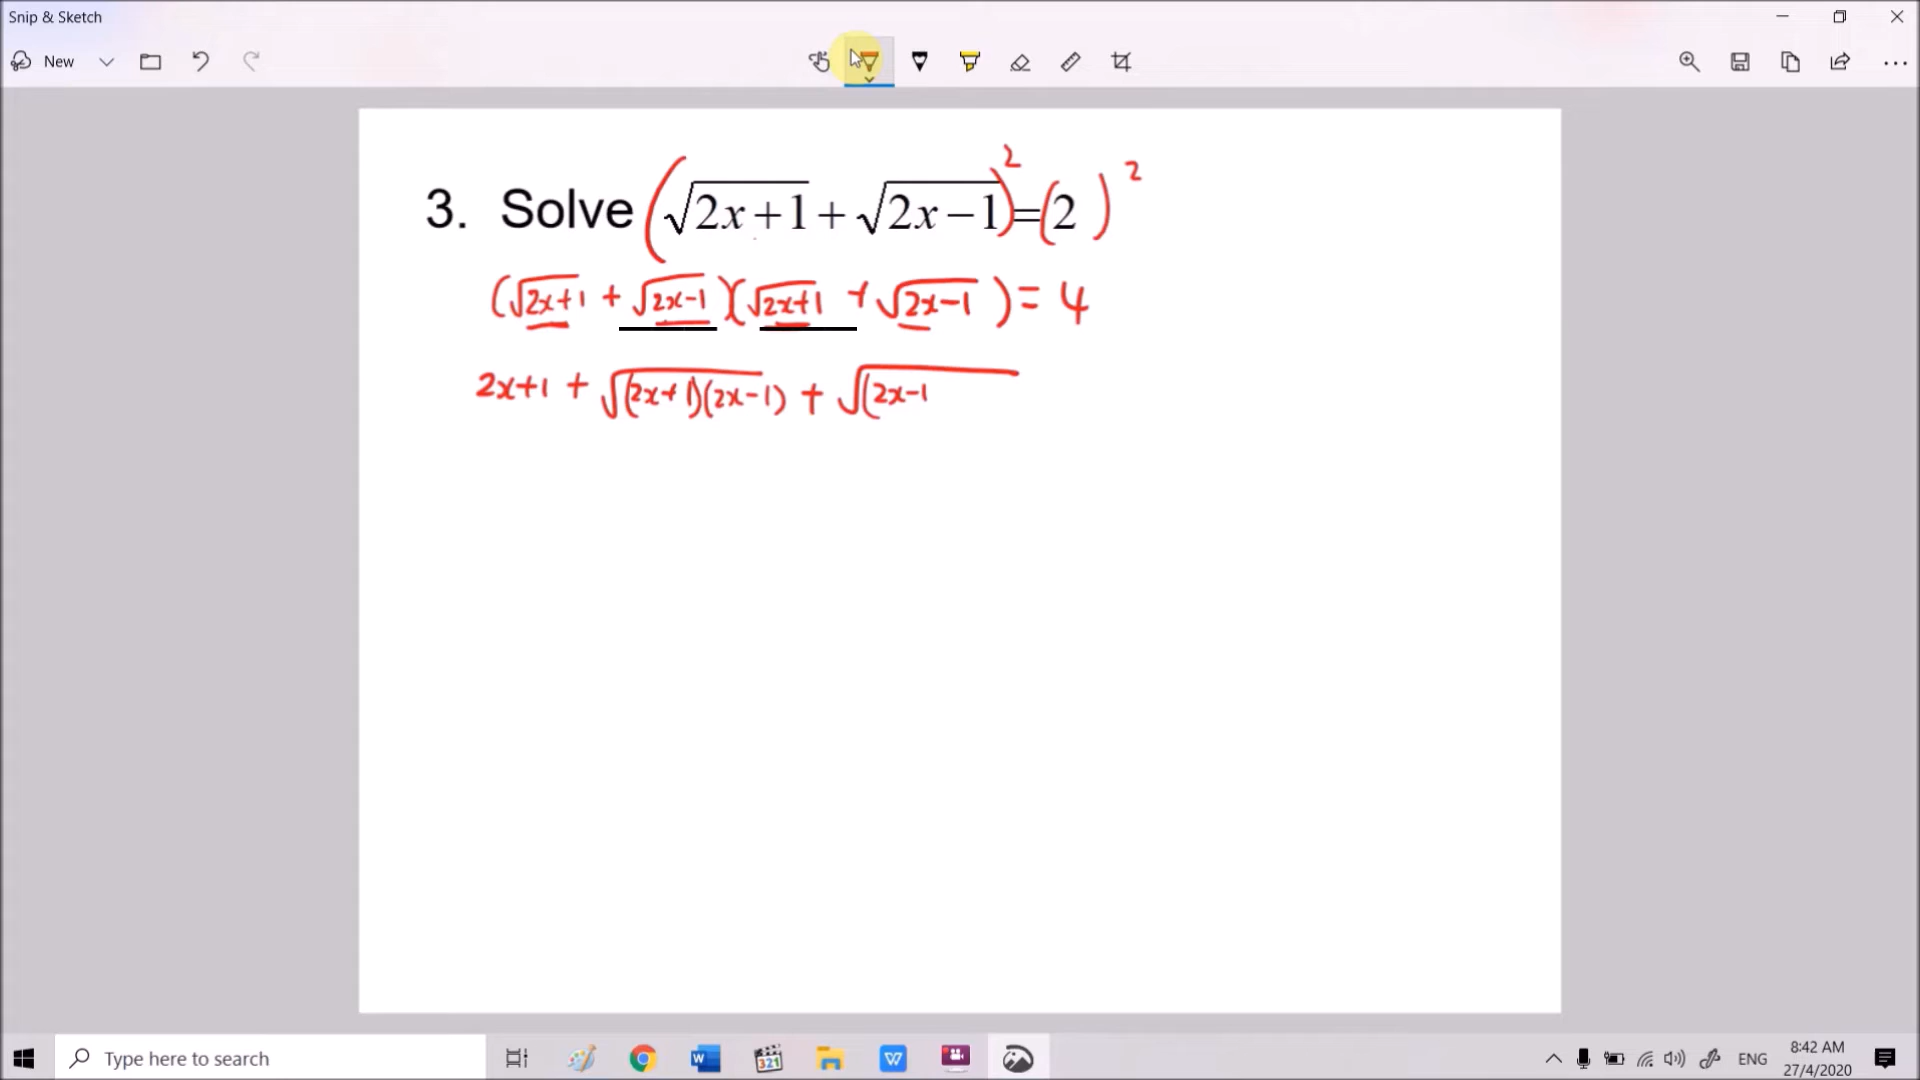 Snip & Sketch
New
3. Solve (√(2x+1) + √(2x−1))² = (2)²
(√(2x+1) + √(2x−1))(√(2x+1) + √(2x−1)) = 4
2x+1 + √((2x+1)(2x−1)) + √((2x−1
Type here to search
321
W
W
ENG
8:42 AM
27/4/2020